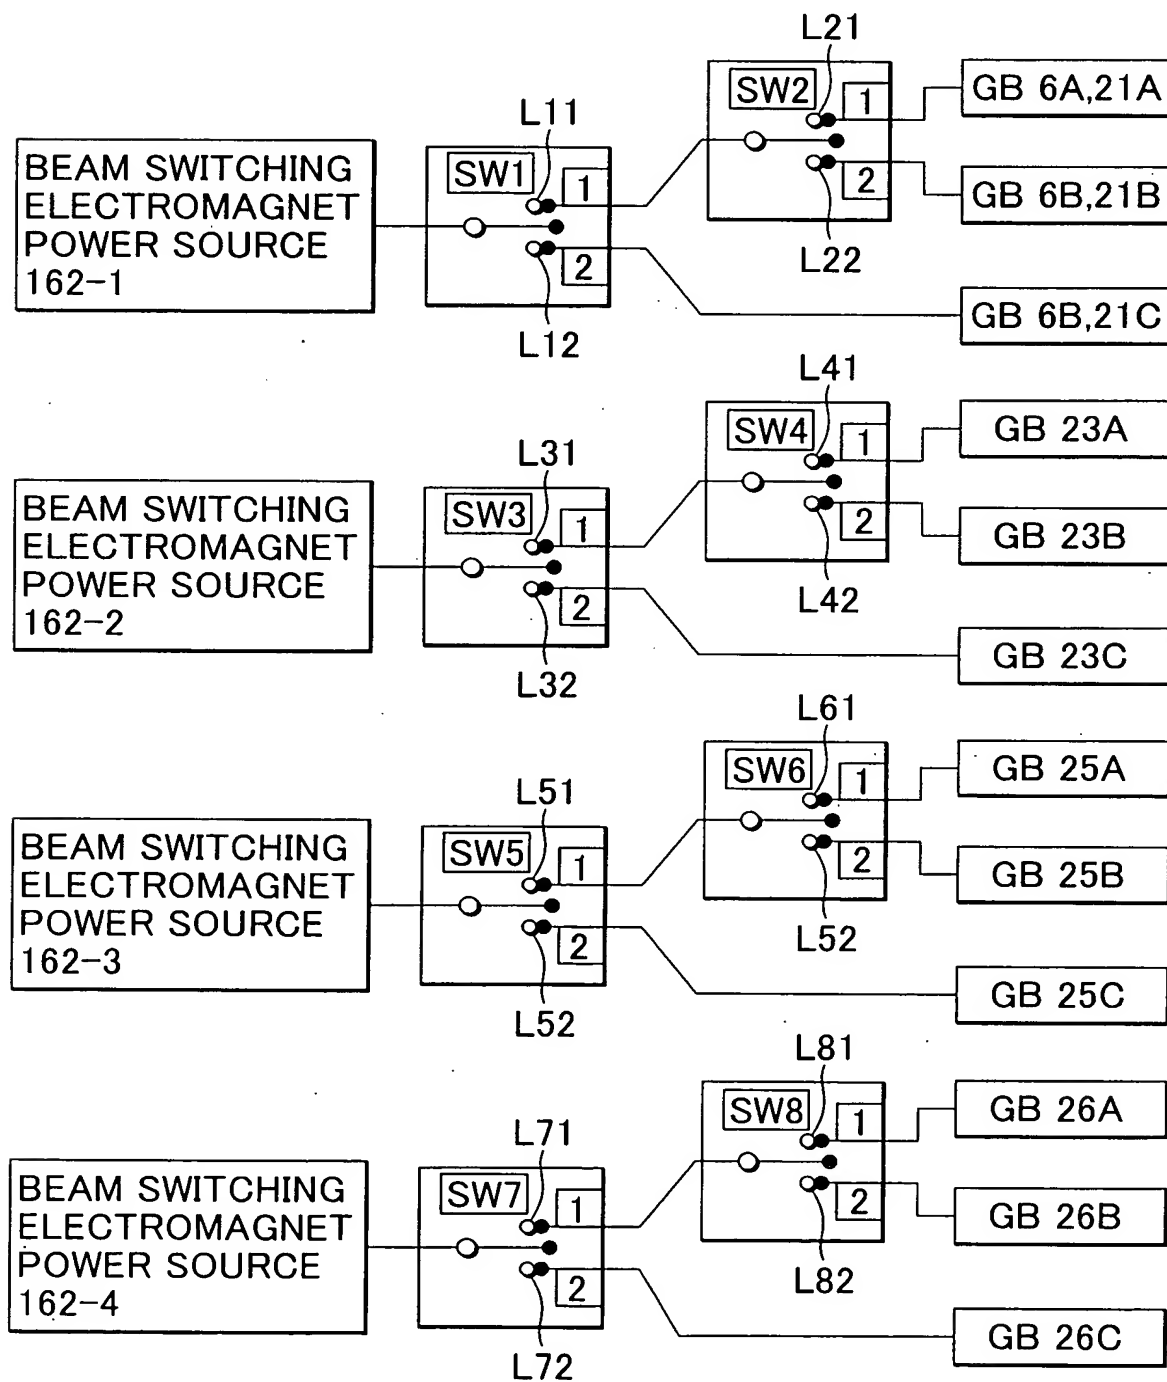 L21
SW2
1
GB 6A,21A
L11
BEAM SWITCHING
ELECTROMAGNET
POWER SOURCE
162-1
SW1
1
2
GB 6B,21B
L22
2
GB 6B,21C
L12
L41
SW4
1
GB 23A
L31
BEAM SWITCHING
ELECTROMAGNET
POWER SOURCE
162-2
SW3
1
2
GB 23B
L42
2
GB 23C
L32
L61
SW6
1
GB 25A
L51
BEAM SWITCHING
ELECTROMAGNET
POWER SOURCE
162-3
SW5
1
2
GB 25B
L52
2
GB 25C
L52
L81
SW8
1
GB 26A
L71
BEAM SWITCHING
ELECTROMAGNET
POWER SOURCE
162-4
SW7
1
2
GB 26B
L82
2
GB 26C
L72